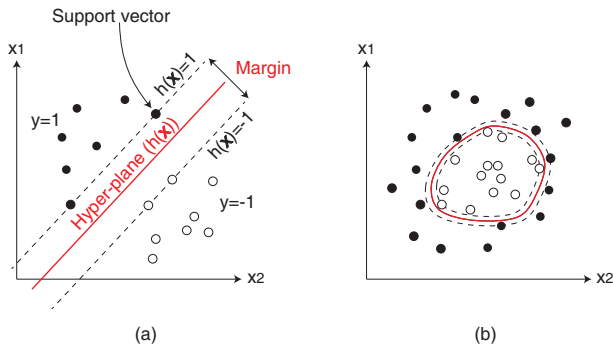 Support vector
x1
h(x)=1
Margin
y=1
Hyper-plane (h(x))
h(x)=-1
y=-1
x2
(a)
x1
x2
(b)